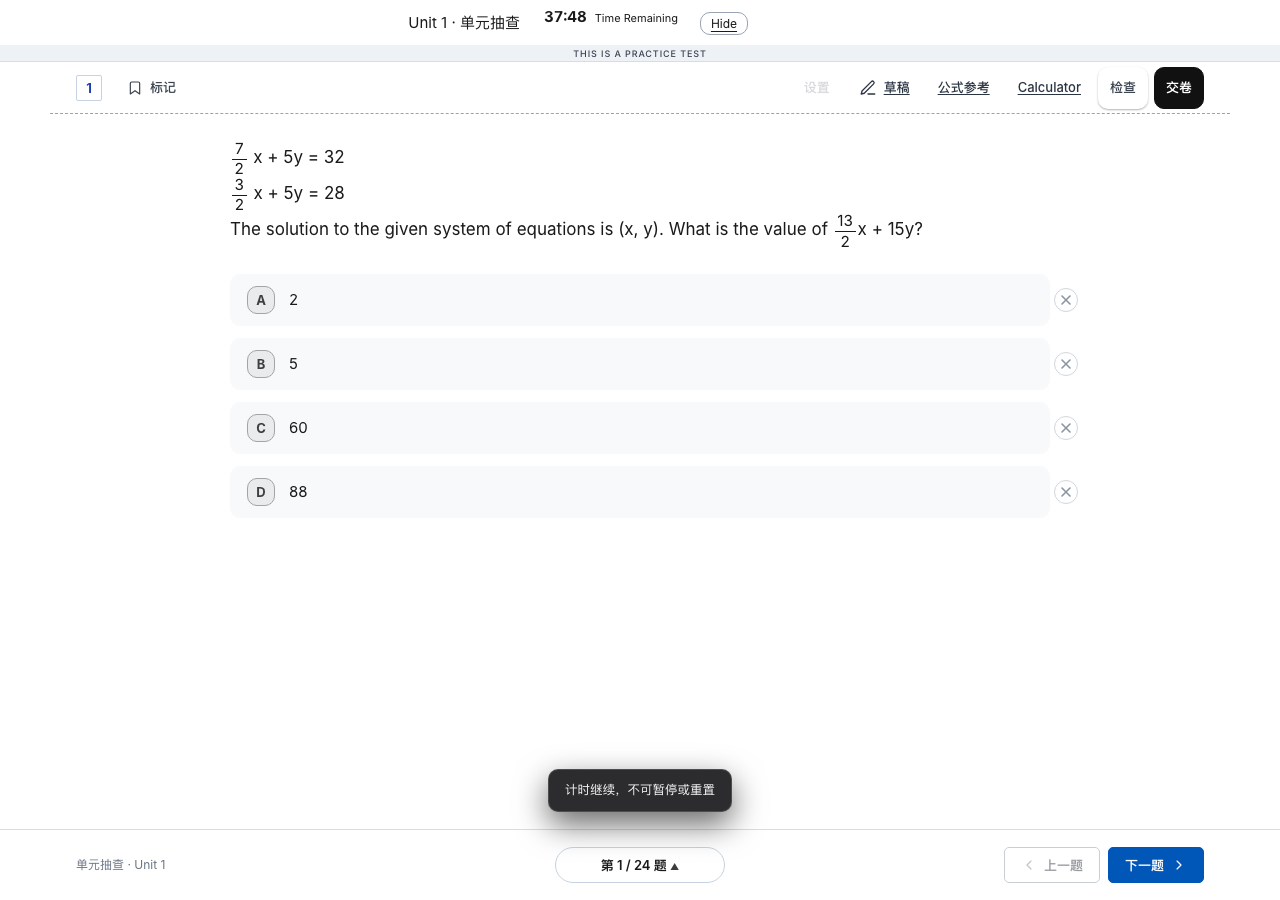 Unit 1 · 单元抽查
37:48 Time Remaining
Hide
THIS IS A PRACTICE TEST
1
标记
设置
草稿
公式参考
Calculator
检查
交卷
7/2 x + 5y = 32
3/2 x + 5y = 28
The solution to the given system of equations is (x, y). What is the value of 13/2x + 15y?
A 2
B 5
C 60
D 88
计时继续，不可暂停或重置
单元抽查 · Unit 1
第 1 / 24 题 ▲
上一题
下一题